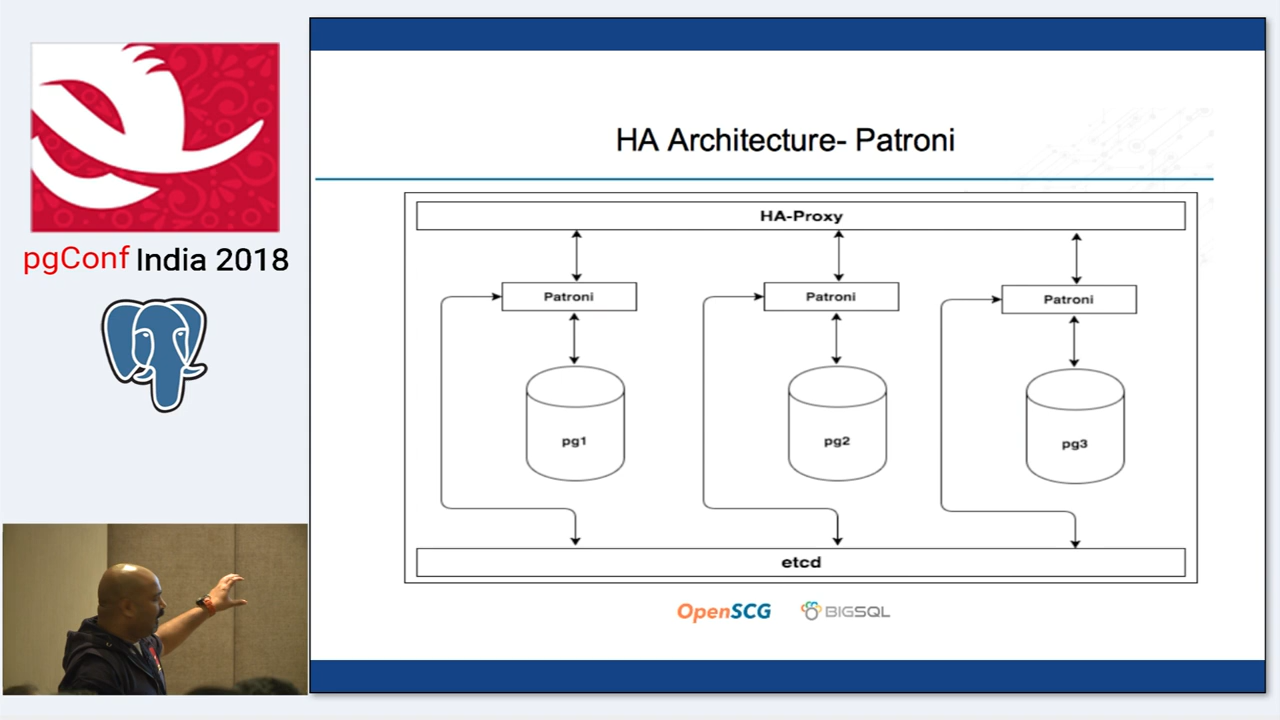 pgConf India 2018
HA Architecture- Patroni
HA-Proxy
Patroni
Patroni
Patroni
pg1
pg2
pg3
etcd
OpenSCG
BIGSQL